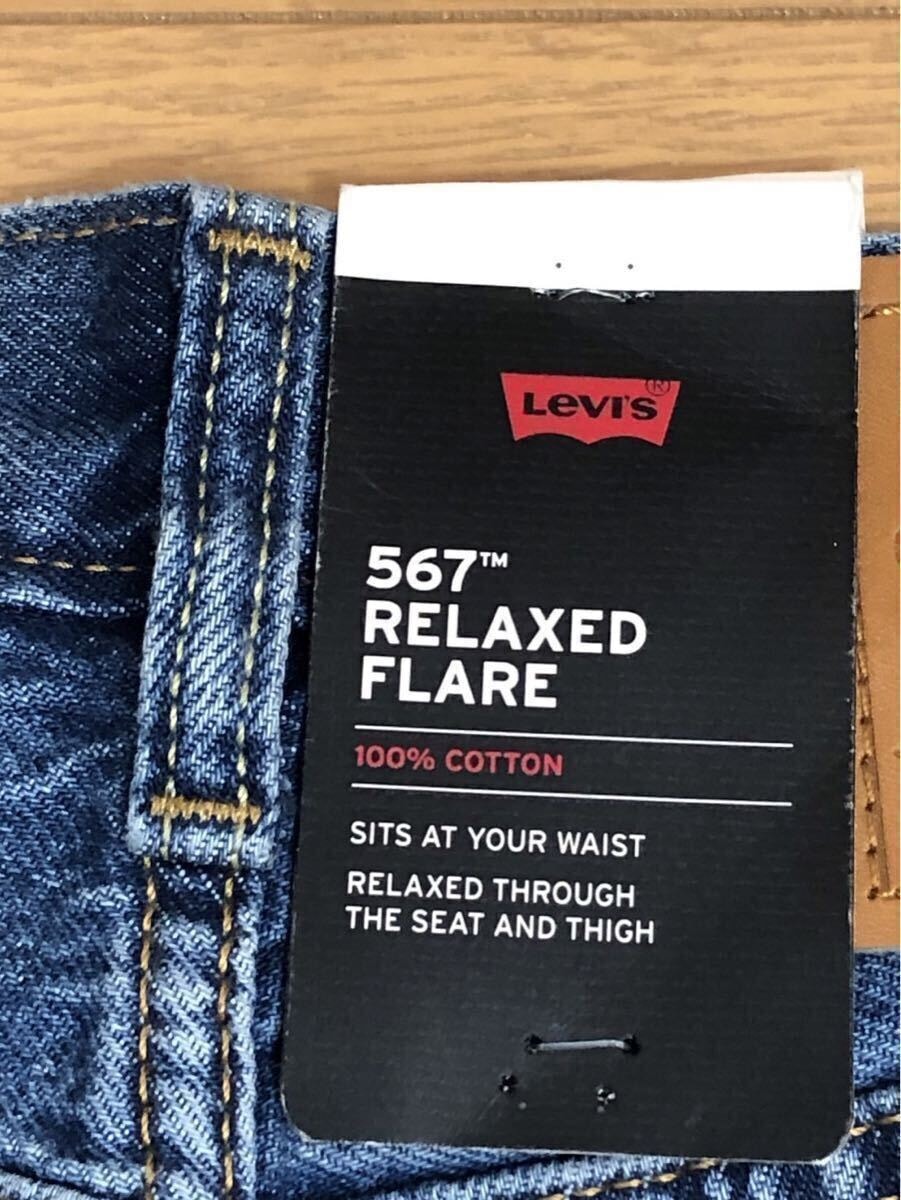 Levi's®
567™
RELAXED
FLARE
100% COTTON
SITS AT YOUR WAIST
RELAXED THROUGH
THE SEAT AND THIGH